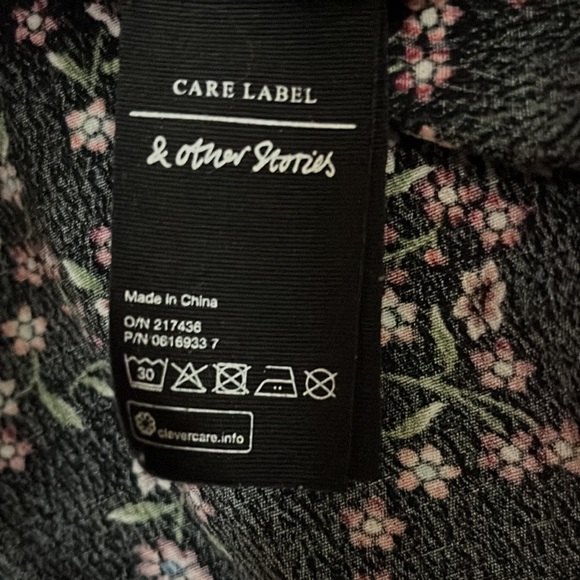 CARE LABEL
& other Stories
Made in China
O/N 217436
P/N 0616933 7
30
clevercare.info